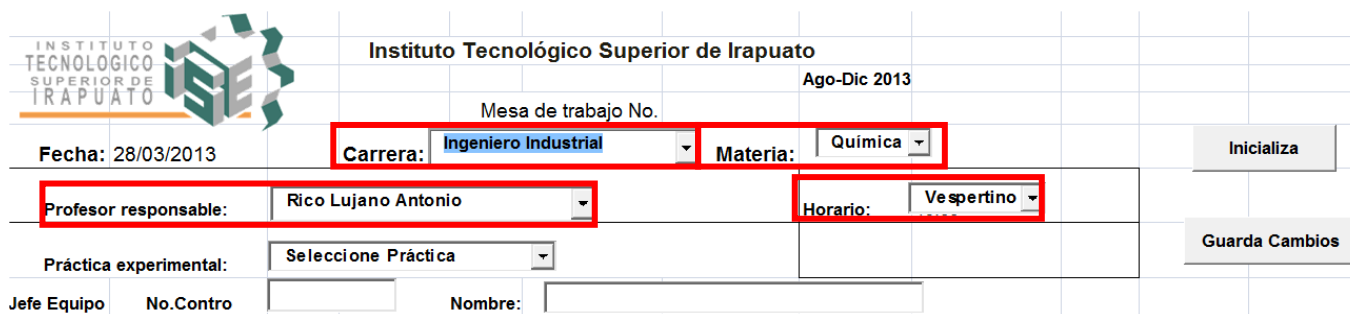 INSTITUTO
TECNOLOGICO
SUPERIOR DE
IRAPUATO
ITSE
Instituto Tecnológico Superior de Irapuato
Ago-Dic 2013
Mesa de trabajo No.
Fecha: 28/03/2013 Carrera: Ingeniero Industrial Materia: Química Inicializa
Profesor responsable: Rico Lujano Antonio Horario: Vespertino
Guarda Cambios
Práctica experimental: Seleccione Práctica
Jefe Equipo No.Contro Nombre: